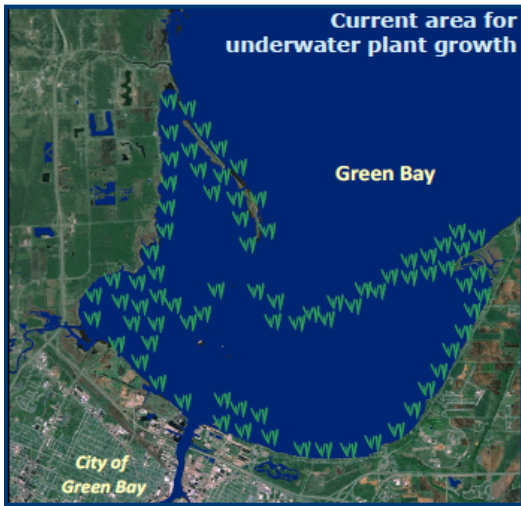 Current area for
underwater plant growth
Green Bay
City of
Green Bay